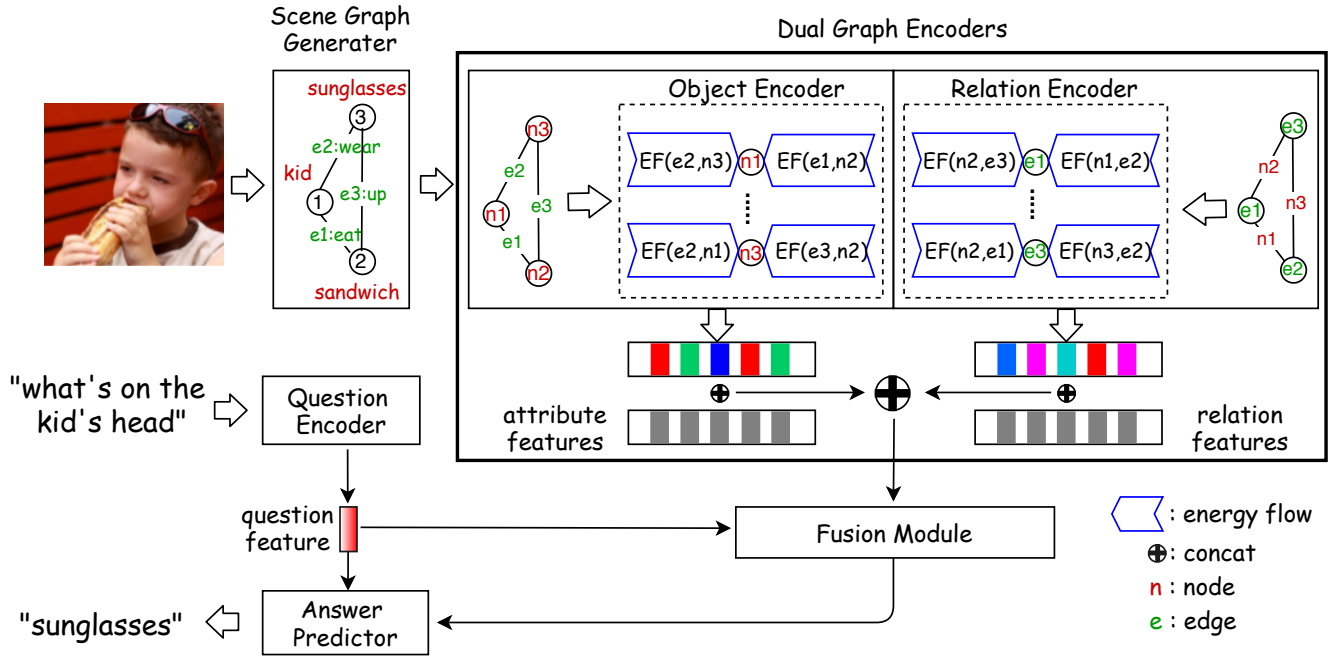 Scene Graph
Generater
Dual Graph Encoders
sunglasses
3
e2:wear
kid
1
e3:up
e1:eat
2
sandwich
n3
e2
n1
e3
e1
n2
Object Encoder
EF(e2,n3)
n1
EF(e1,n2)
EF(e2,n1)
n3
EF(e3,n2)
Relation Encoder
EF(n2,e3)
e1
EF(n1,e2)
EF(n2,e1)
e3
EF(n3,e2)
e3
n2
e1
n3
n1
e2
attribute
features
relation
features
"what's on the
kid's head"
Question
Encoder
question
feature
Fusion Module
Answer
Predictor
"sunglasses"
: energy flow
: concat
n : node
e : edge